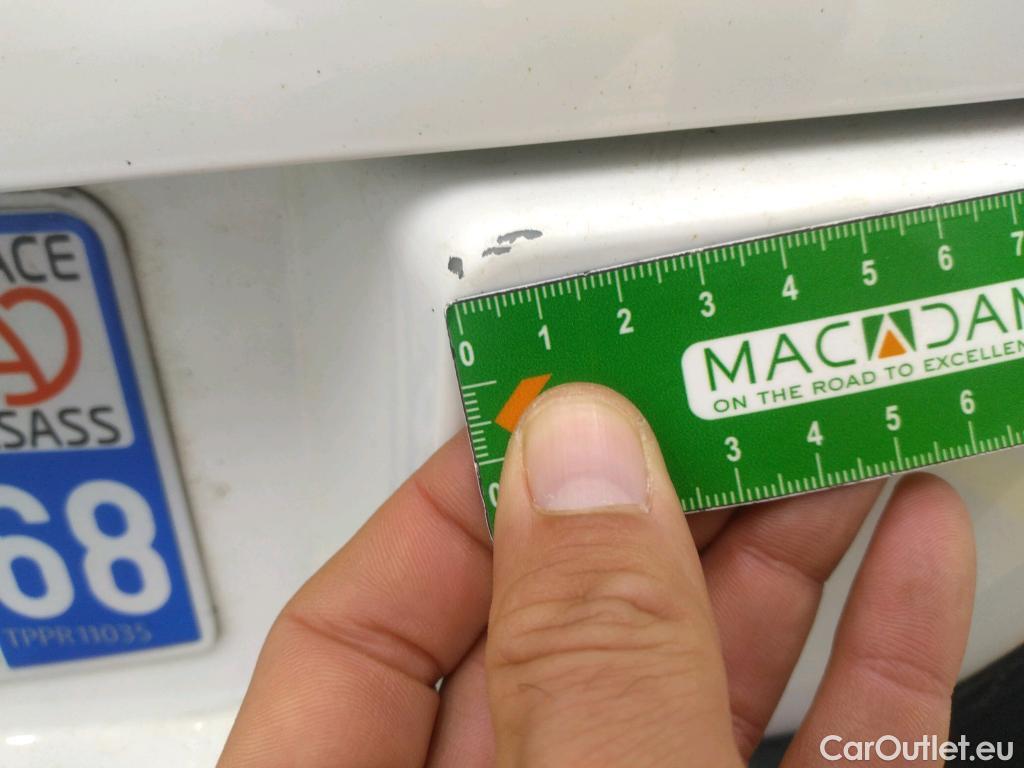 ACE
SASS
68
TPPR11035
0 1 2 3 4 5 6 7
MACADAM
ON THE ROAD TO EXCELLEN
0 3 4 5 6
CarOutlet.eu